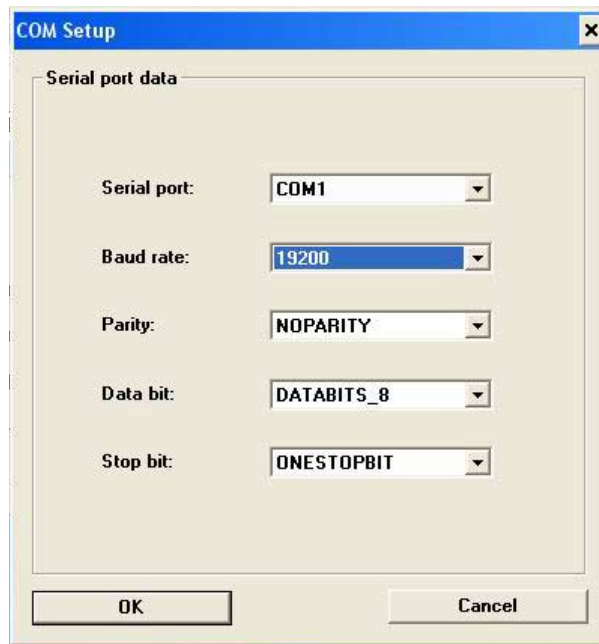 COM Setup
Serial port data
Serial port: COM1
Baud rate: 19200
Parity: NOPARITY
Data bit: DATABITS_8
Stop bit: ONESTOPBIT
OK Cancel